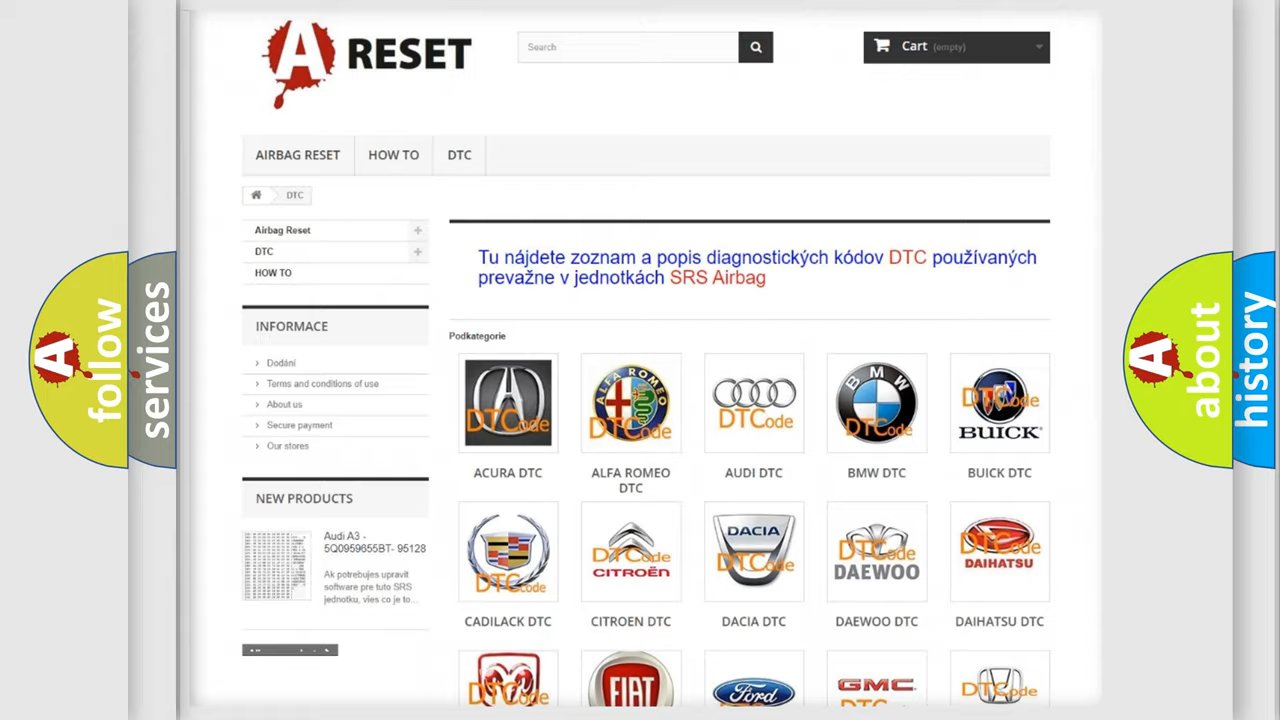 A RESET
Search
Cart (empty)
AIRBAG RESET
HOW TO
DTC
DTC
Airbag Reset
DTC
HOW TO
INFORMACE
Dodání
Terms and conditions of use
About us
Secure payment
Our stores
NEW PRODUCTS
Audi A3 -
5Q0959655BT- 95128
Ak potrebujes upravit
software pre tuto SRS
jednotku, vies co je to...
Tu nájdete zoznam a popis diagnostických kódov DTC používaných
prevažne v jednotkách SRS Airbag
Podkategorie
DTCode
ALFA ROMEO
DTCode
DTCode
BMW
DTCode
DTCode
BUICK
ACURA DTC
ALFA ROMEO
DTC
AUDI DTC
BMW DTC
BUICK DTC
DTCode
DTCode
CITROËN
DACIA
DTCode
DTCode
DAEWOO
DTCode
DAIHATSU
CADILACK DTC
CITROEN DTC
DACIA DTC
DAEWOO DTC
DAIHATSU DTC
DTCode
FIAT
Ford
GMC
DTCode
A follow
services
A about
history